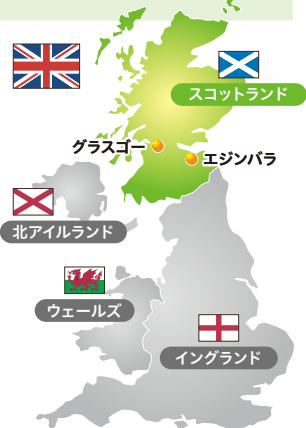 スコットランド
グラスゴー
エジンバラ
北アイルランド
ウェールズ
イングランド